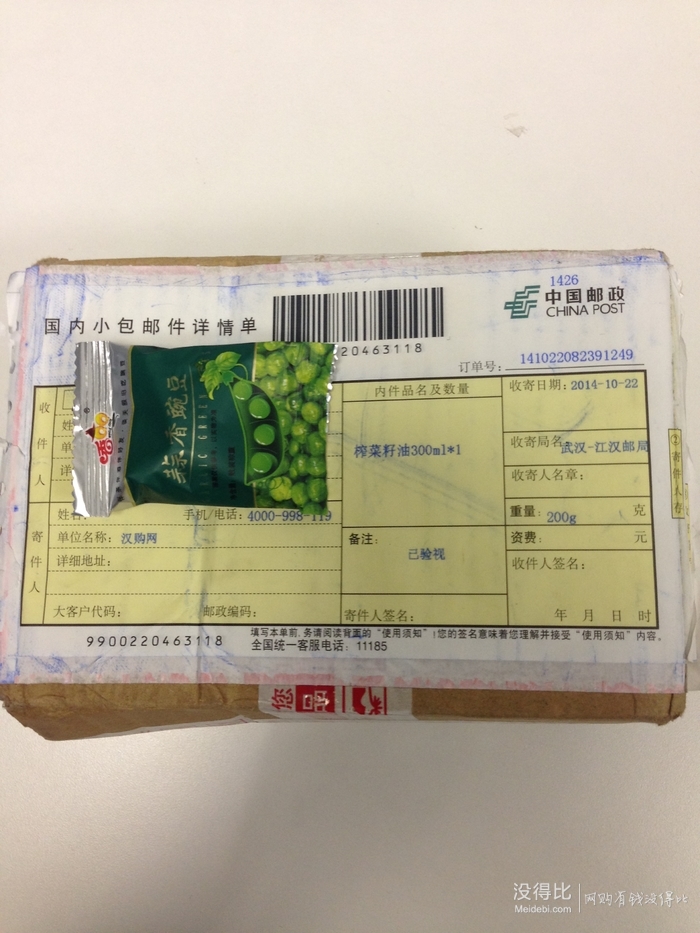 1426
中国邮政
CHINA POST
国内小包邮件详情单
20463118
订单号：141022082391249
收件人
内件品名及数量
收寄日期：2014-10-22
榨菜籽油300ml*1
收寄局名
武汉-江汉邮局
收寄人名章：
蒜香豌豆
寄件人
姓名
手机/电话：4000-998-119
单位名称：汉购网
详细地址：
备注：
已验视
重量：200g 克
资费： 元
收件人签名：
大客户代码：
邮政编码：
寄件人签名：
年 月 日 时
9900220463118
填写本单前,务请阅读背面的“使用须知”!您的签名意味着您理解并接受“使用须知”内容。
全国统一客服电话：11185
您
品
没得比
Meidebi.com
网购有钱没得比